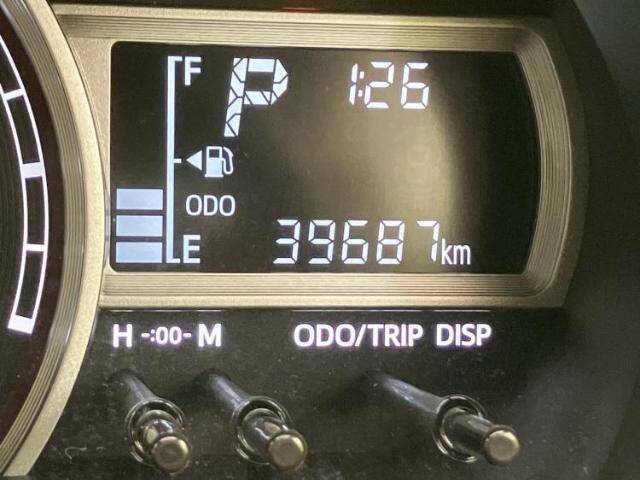 F
P 1:26
ODO
E 39687km
H -:00- M ODO/TRIP DISP